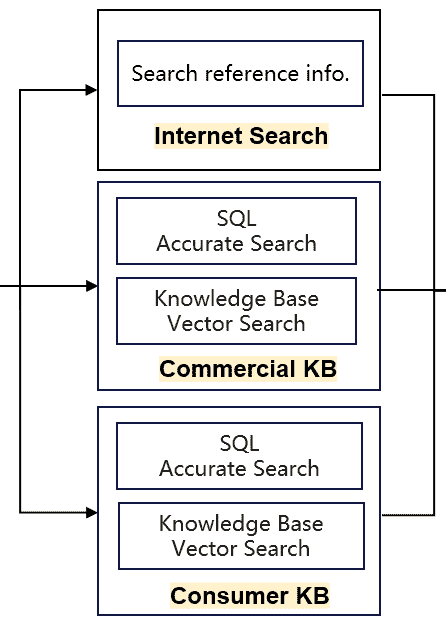 Search reference info.
Internet Search
SQL
Accurate Search
Knowledge Base
Vector Search
Commercial KB
SQL
Accurate Search
Knowledge Base
Vector Search
Consumer KB